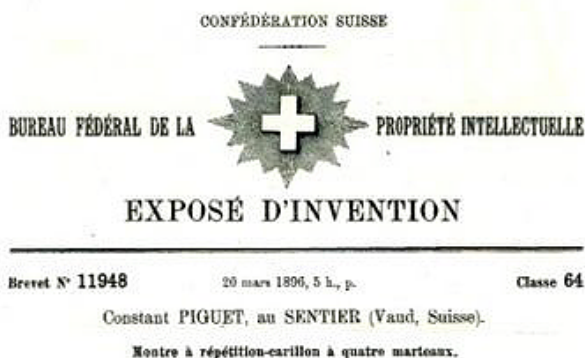 CONFÉDÉRATION SUISSE
BUREAU FÉDÉRAL DE LA PROPRIÉTÉ INTELLECTUELLE
EXPOSÉ D'INVENTION
Brevet Nº 11948 20 mars 1896, 5 h., p. Classe 64
Constant PIGUET, au SENTIER (Vaud, Suisse).
Montre à répétition-carillon à quatre marteaux.